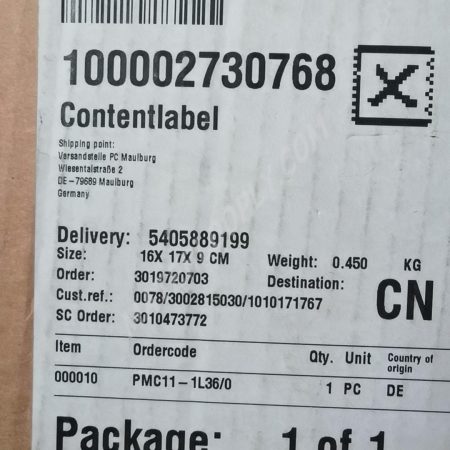 100002730768
Contentlabel
Shipping point:
Versandstelle PC Maulburg
Wiesentalstraße 2
DE-79689 Maulburg
Germany
Delivery: 5405889199
Size: 16X 17X 9 CM Weight: 0.450 KG
Order: 3019720703 Destination: CN
Cust.ref.: 0078/3002815030/1010171767
SC Order: 3010473772
Item Ordercode Qty. Unit Country of origin
000010 PMC11-1L36/0 1 PC DE
Package: 1 of 1